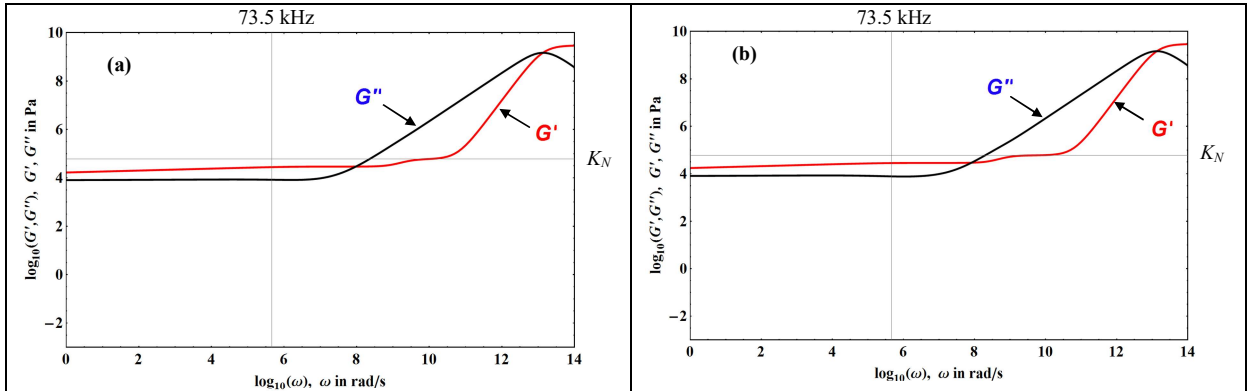 73.5 kHz
(a)
G''
G'
K_N
log₁₀(G',G''), G', G'' in Pa
10
8
6
4
2
0
−2
0
2
4
6
8
10
12
14
log₁₀(ω), ω in rad/s
73.5 kHz
(b)
G''
G'
K_N
log₁₀(G',G''), G', G'' in Pa
10
8
6
4
2
0
−2
0
2
4
6
8
10
12
14
log₁₀(ω), ω in rad/s